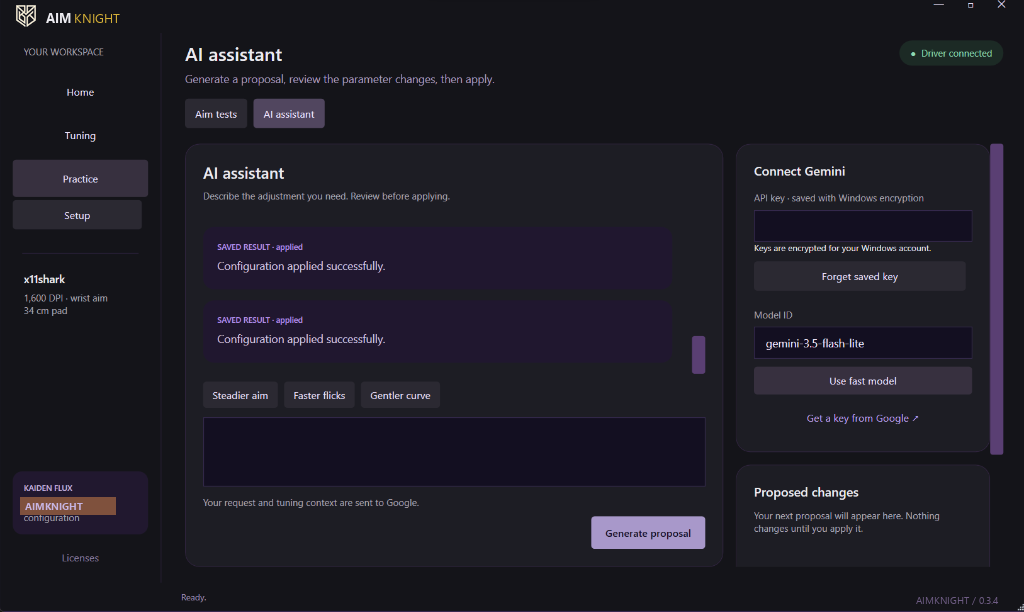 AIM KNIGHT
YOUR WORKSPACE
Home
Tuning
Practice
Setup
x11shark
1,600 DPI · wrist aim
34 cm pad
KAIDEN FLUX
AIMKNIGHT
configuration
Licenses
AI assistant
Generate a proposal, review the parameter changes, then apply.
Driver connected
Aim tests
AI assistant
AI assistant
Describe the adjustment you need. Review before applying.
SAVED RESULT · applied
Configuration applied successfully.
SAVED RESULT · applied
Configuration applied successfully.
Steadier aim
Faster flicks
Gentler curve
Your request and tuning context are sent to Google.
Generate proposal
Connect Gemini
API key · saved with Windows encryption
Keys are encrypted for your Windows account.
Forget saved key
Model ID
gemini-3.5-flash-lite
Use fast model
Get a key from Google ↗
Proposed changes
Your next proposal will appear here. Nothing
changes until you apply it.
Ready.
AIMKNIGHT / 0.3.4